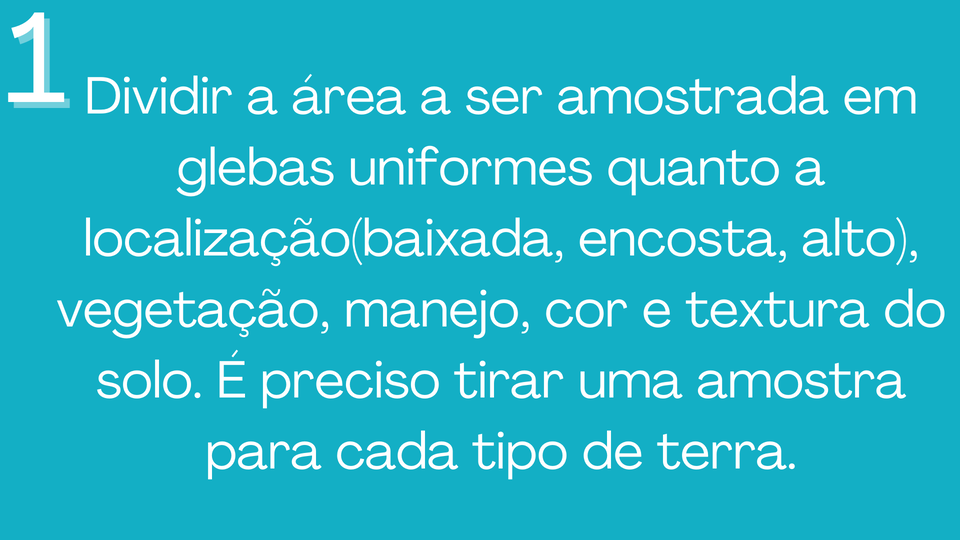 1
Dividir a área a ser amostrada em
glebas uniformes quanto a
localização(baixada, encosta, alto),
vegetação, manejo, cor e textura do
solo. É preciso tirar uma amostra
para cada tipo de terra.